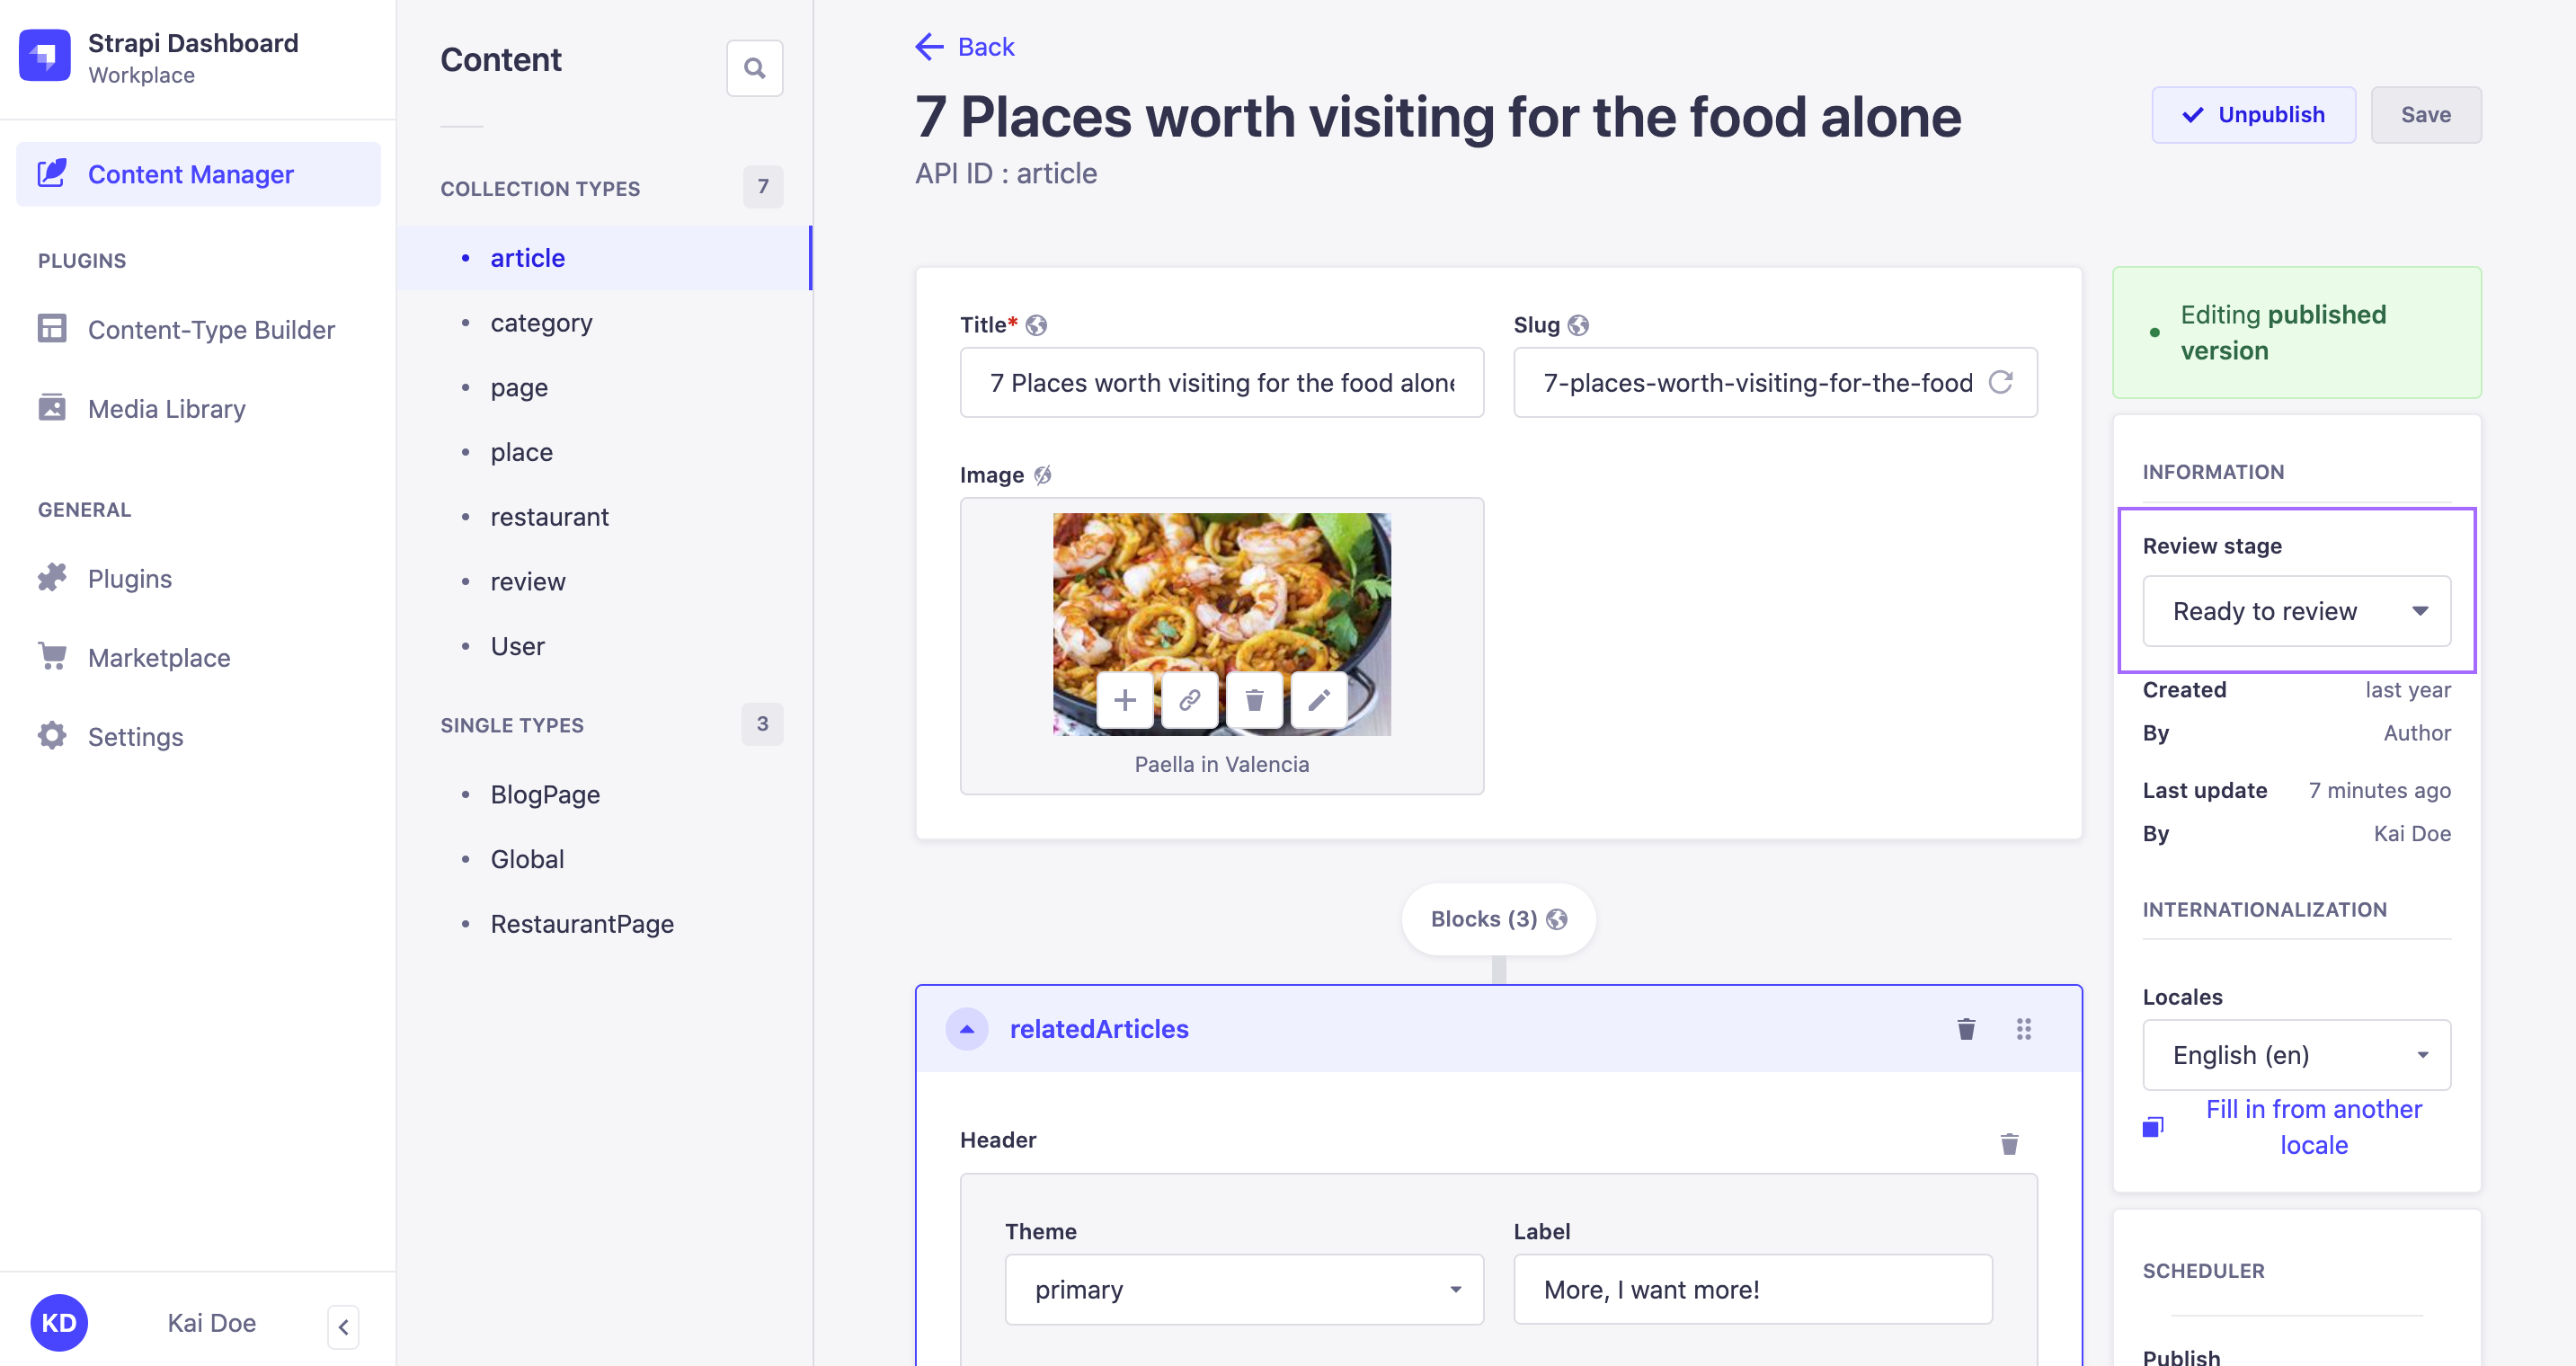 Strapi Dashboard
Workplace
Content Manager
PLUGINS
Content-Type Builder
Media Library
GENERAL
Plugins
Marketplace
Settings
KD
Kai Doe
Content
COLLECTION TYPES
7
article
category
page
place
restaurant
review
User
SINGLE TYPES
3
BlogPage
Global
RestaurantPage
Back
7 Places worth visiting for the food alone
API ID : article
Unpublish
Save
Title*
7 Places worth visiting for the food alone
Slug
7-places-worth-visiting-for-the-food
Image
Paella in Valencia
Blocks (3)
relatedArticles
Header
Theme
primary
Label
More, I want more!
Editing published
version
INFORMATION
Review stage
Ready to review
Created last year
By Author
Last update 7 minutes ago
By Kai Doe
INTERNATIONALIZATION
Locales
English (en)
Fill in from another
locale
SCHEDULER
Publish